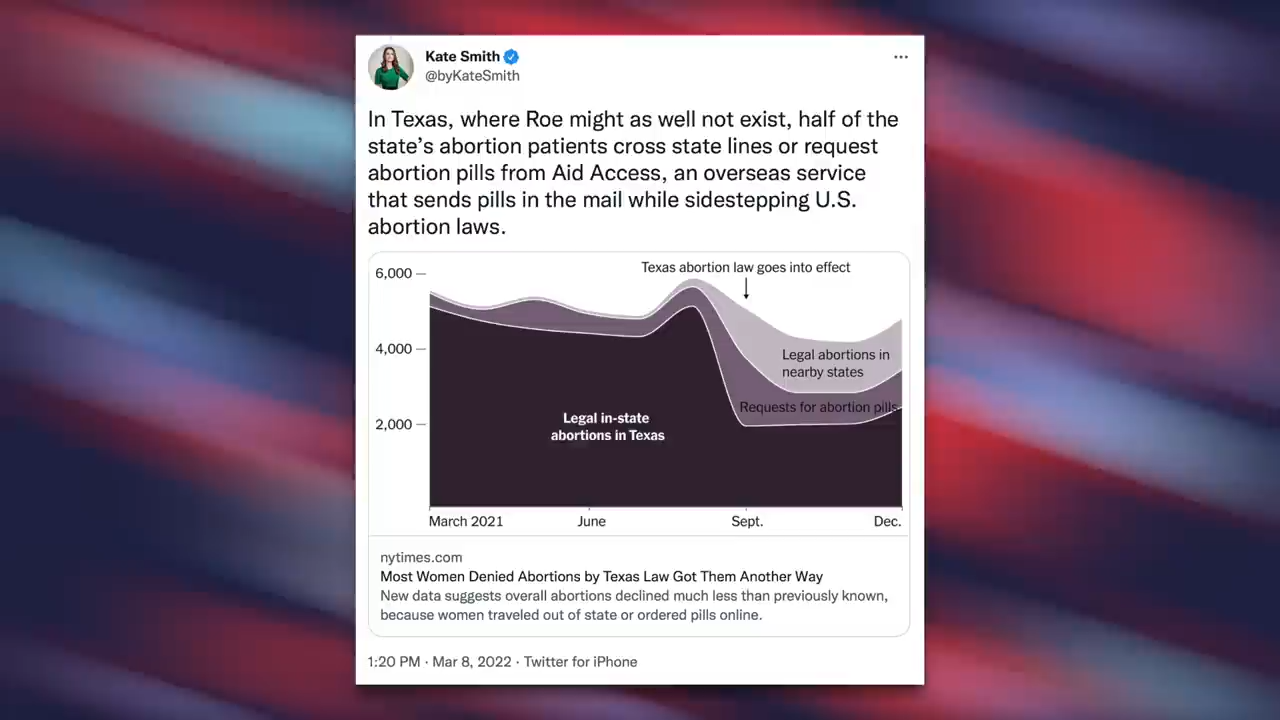 Kate Smith
@byKateSmith
In Texas, where Roe might as well not exist, half of the
state’s abortion patients cross state lines or request
abortion pills from Aid Access, an overseas service
that sends pills in the mail while sidestepping U.S.
abortion laws.
Texas abortion law goes into effect
6,000
4,000
2,000
Legal abortions in
nearby states
Requests for abortion pills
Legal in-state
abortions in Texas
March 2021
June
Sept.
Dec.
nytimes.com
Most Women Denied Abortions by Texas Law Got Them Another Way
New data suggests overall abortions declined much less than previously known,
because women traveled out of state or ordered pills online.
1:20 PM · Mar 8, 2022 · Twitter for iPhone